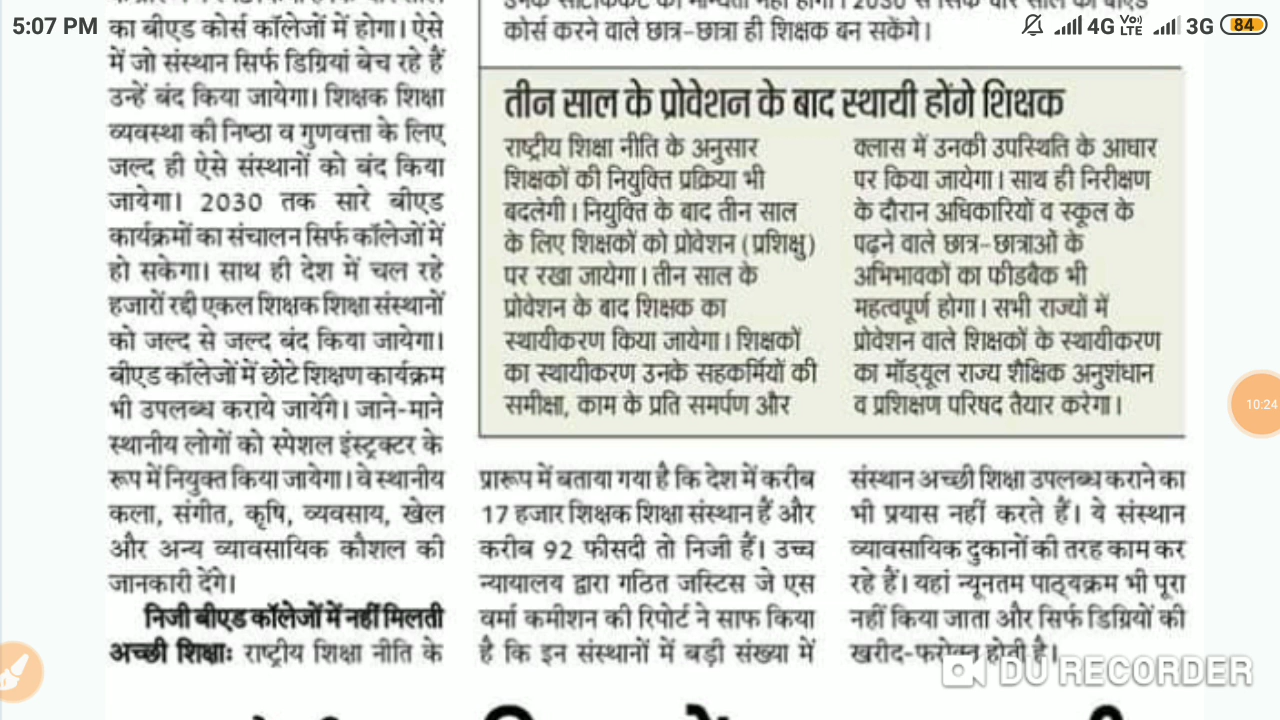 5:07 PM
4G
VoD
LTE
3G
84
का बीएड कोर्स कॉलेजों में होगा। ऐसे
में जो संस्थान सिर्फ डिग्रियां बेच रहे हैं
उन्हें बंद किया जायेगा। शिक्षक शिक्षा
व्यवस्था की निष्ठा व गुणवत्ता के लिए
जल्द ही ऐसे संस्थानों को बंद किया
जायेगा। 2030 तक सारे बीएड
कार्यक्रमों का संचालन सिर्फ कॉलेजों में
हो सकेगा। साथ ही देश में चल रहे
हजारों रद्दी एकल शिक्षक शिक्षा संस्थानों
को जल्द से जल्द बंद किया जायेगा।
बीएड कॉलेजों में छोटे शिक्षण कार्यक्रम
भी उपलब्ध कराये जायेंगे। जाने-माने
स्थानीय लोगों को स्पेशल इंस्ट्रक्टर के
रूप में नियुक्त किया जायेगा। वे स्थानीय
कला, संगीत, कृषि, व्यवसाय, खेल
और अन्य व्यावसायिक कौशल की
जानकारी देंगे।
निजी बीएड कॉलेजों में नहीं मिलती
अच्छी शिक्षाः राष्ट्रीय शिक्षा नीति के
कोर्स करने वाले छात्र-छात्रा ही शिक्षक बन सकेंगे।
तीन साल के प्रोवेशन के बाद स्थायी होंगे शिक्षक
राष्ट्रीय शिक्षा नीति के अनुसार
शिक्षकों की नियुक्ति प्रक्रिया भी
बदलेगी। नियुक्ति के बाद तीन साल
के लिए शिक्षकों को प्रोवेशन (प्रशिक्षु)
पर रखा जायेगा। तीन साल के
प्रोवेशन के बाद शिक्षक का
स्थायीकरण किया जायेगा। शिक्षकों
का स्थायीकरण उनके सहकर्मियों की
समीक्षा, काम के प्रति समर्पण और
क्लास में उनकी उपस्थिति के आधार
पर किया जायेगा। साथ ही निरीक्षण
के दौरान अधिकारियों व स्कूल के
पढ़ने वाले छात्र-छात्राओं के
अभिभावकों का फीडबैक भी
महत्वपूर्ण होगा। सभी राज्यों में
प्रोवेशन वाले शिक्षकों के स्थायीकरण
का मॉड्यूल राज्य शैक्षिक अनुशंधान
व प्रशिक्षण परिषद तैयार करेगा।
प्रारूप में बताया गया है कि देश में करीब
17 हजार शिक्षक शिक्षा संस्थान हैं और
करीब 92 फीसदी तो निजी हैं। उच्च
न्यायालय द्वारा गठित जस्टिस जे एस
वर्मा कमीशन की रिपोर्ट ने साफ किया
है कि इन संस्थानों में बड़ी संख्या में
संस्थान अच्छी शिक्षा उपलब्ध कराने का
भी प्रयास नहीं करते हैं। ये संस्थान
व्यावसायिक दुकानों की तरह काम कर
रहे हैं। यहां न्यूनतम पाठ्यक्रम भी पूरा
नहीं किया जाता और सिर्फ डिग्रियों की
खरीद-फरोक्त होती है।
10:24
DU RECORDER